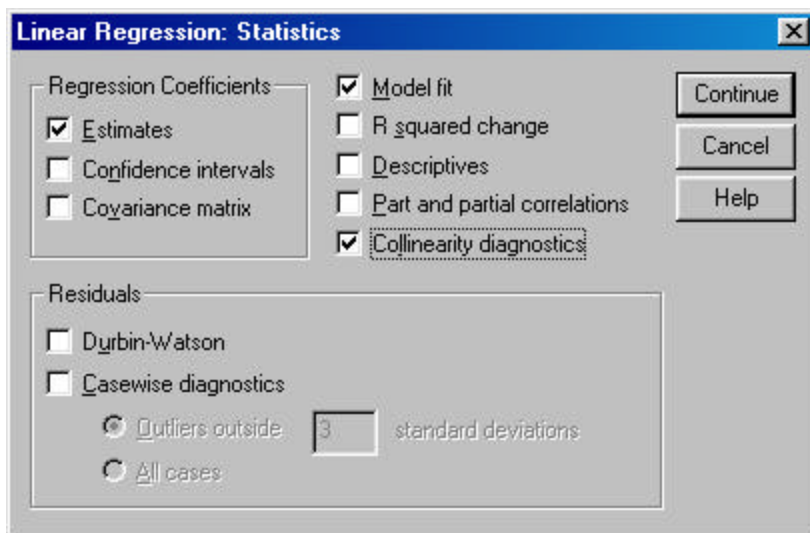 Linear Regression: Statistics
Regression Coefficients
Estimates
Confidence intervals
Covariance matrix
Model fit
R squared change
Descriptives
Part and partial correlations
Collinearity diagnostics
Continue
Cancel
Help
Residuals
Durbin-Watson
Casewise diagnostics
Outliers outside 3 standard deviations
All cases